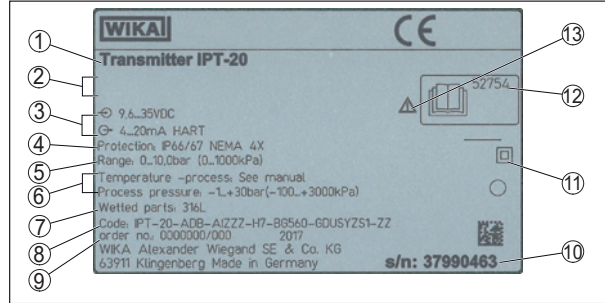 WIKA
CE
13
1
Transmitter IPT-20
2
52754
12
3
9,6...35VDC
4...20mA HART
4
Protection: IP66/67 NEMA 4X
5
Range: 0...10,0bar (0...1000kPa)
11
6
Temperature -process: See manual
Process pressure: -1...+30bar(-100...+3000kPa)
7
Wetted parts: 316L
8
Code: IPT-20-ADB-AIZZZ-H7-BG560-GDUSYZS1-ZZ
order no.: 0000000/000 2017
9
WIKA Alexander Wiegand SE & Co. KG
63911 Klingenberg Made in Germany
s/n: 37990463
10